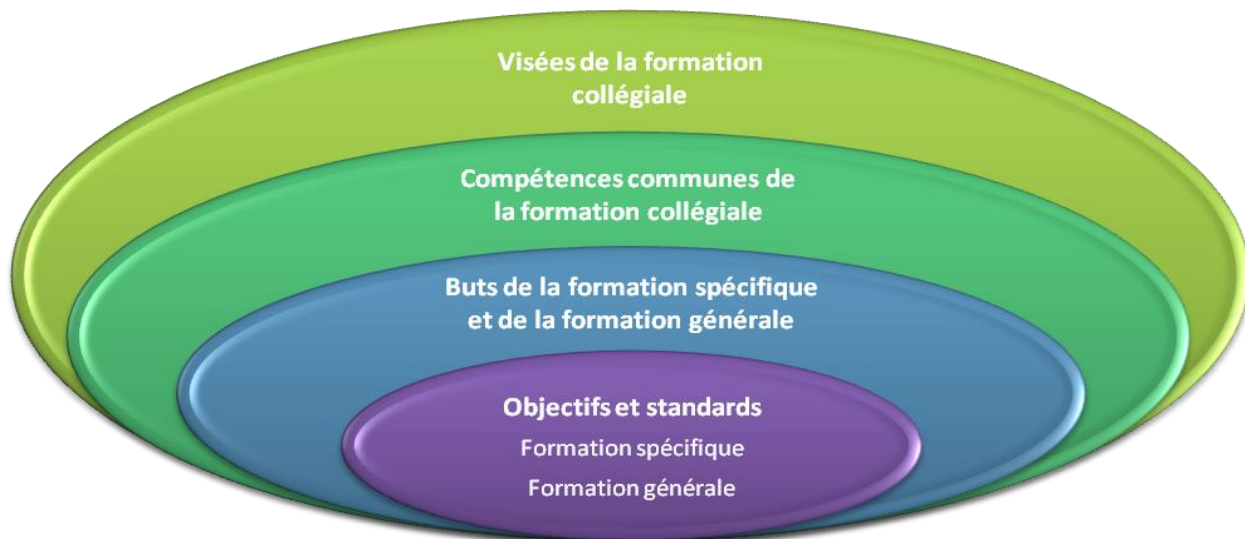 Visées de la formation
collégiale
Compétences communes de
la formation collégiale
Buts de la formation spécifique
et de la formation générale
Objectifs et standards
Formation spécifique
Formation générale